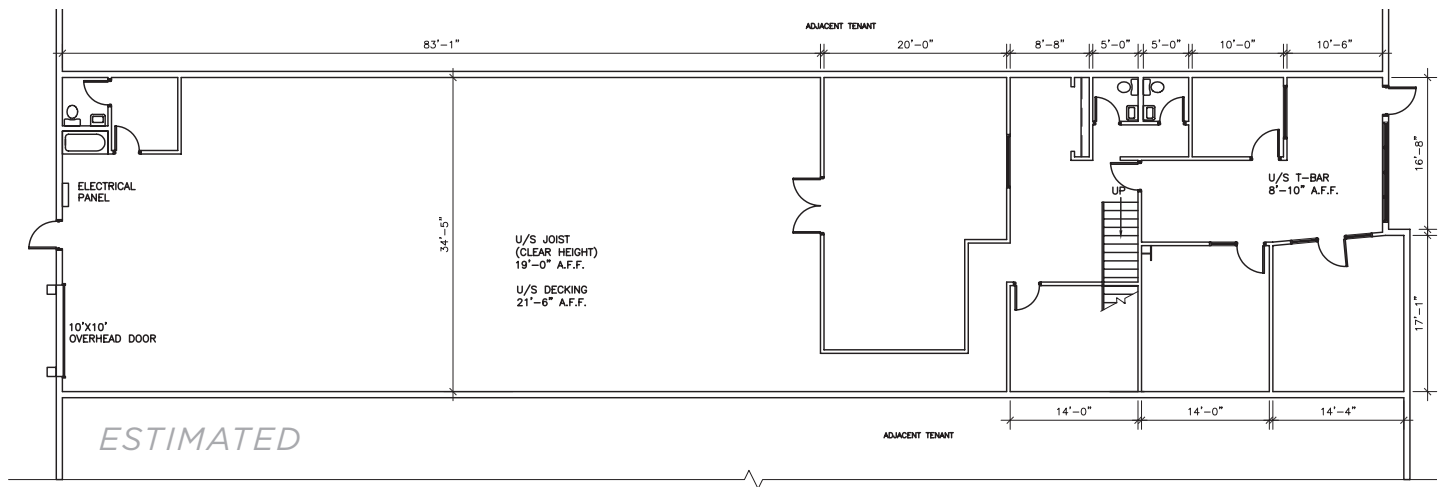 ADJACENT TENANT
83'-1"
20'-0"
8'-8"
5'-0"
5'-0"
10'-0"
10'-6"
ELECTRICAL
PANEL
34'-5"
U/S JOIST
(CLEAR HEIGHT)
19'-0" A.F.F.
U/S DECKING
21'-6" A.F.F.
UP
U/S T-BAR
8'-10" A.F.F.
16'-8"
17'-1"
10'X10'
OVERHEAD DOOR
14'-0"
14'-0"
14'-4"
ESTIMATED
ADJACENT TENANT